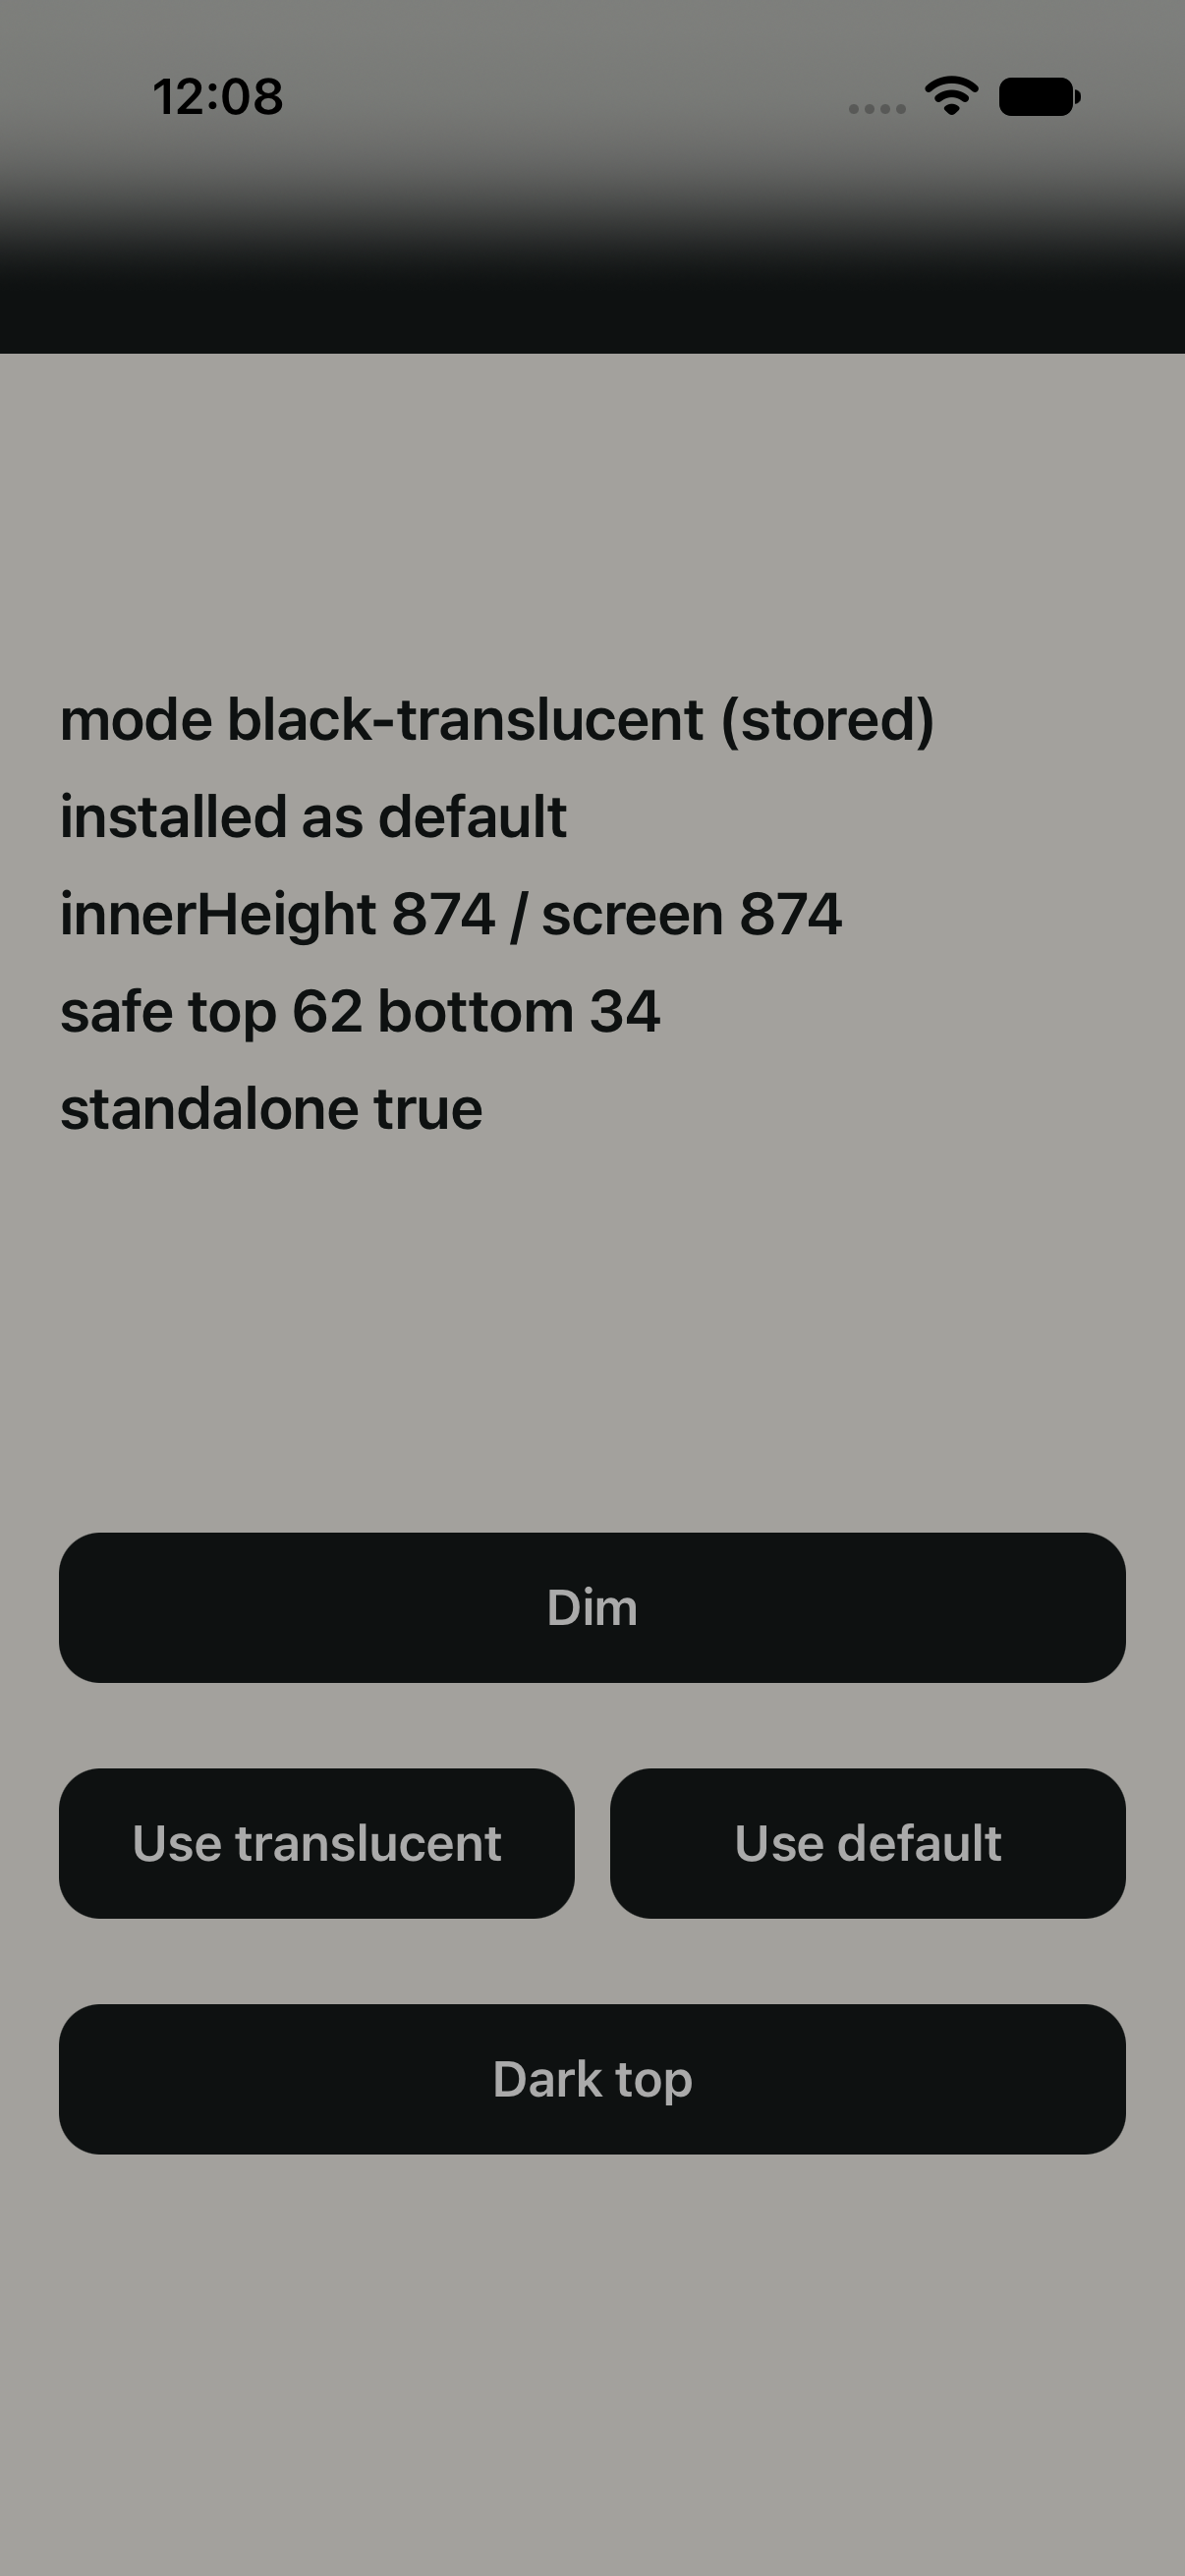 12:08
mode black-translucent (stored)
installed as default
innerHeight 874 / screen 874
safe top 62 bottom 34
standalone true
Dim
Use translucent
Use default
Dark top